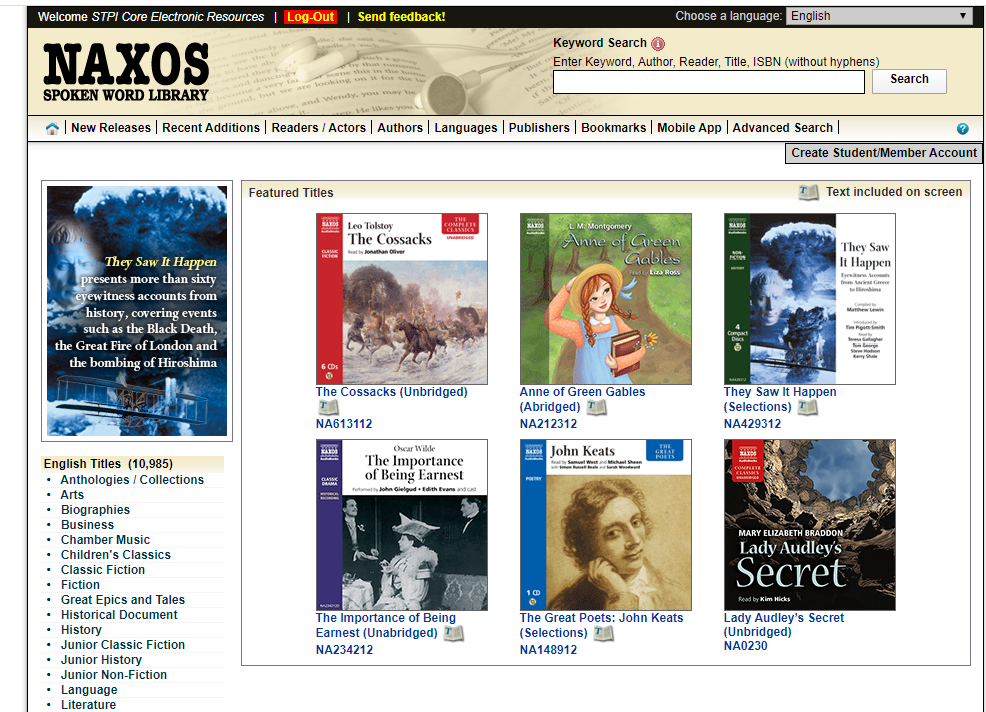 Welcome STPI Core Electronic Resources | Log-Out | Send feedback!
Choose a language: English
NAXOS
SPOKEN WORD LIBRARY
Keyword Search
Enter Keyword, Author, Reader, Title, ISBN (without hyphens)
Search
New Releases | Recent Additions | Readers / Actors | Authors | Languages | Publishers | Bookmarks | Mobile App | Advanced Search |
Create Student/Member Account
They Saw It Happen
presents more than sixty
eyewitness accounts from
history, covering events
such as the Black Death,
the Great Fire of London and
the bombing of Hiroshima
English Titles (10,985)
• Anthologies / Collections
• Arts
• Biographies
• Business
• Chamber Music
• Children's Classics
• Classic Fiction
• Fiction
• Great Epics and Tales
• Historical Document
• History
• Junior Classic Fiction
• Junior History
• Junior Non-Fiction
• Language
• Literature
Featured Titles
Text included on screen
NAXOS
CLASSIC
FICTION
Leo Tolstoy
The Cossacks
Read by Jonathan Oliver
THE
COMPLETE
CLASSICS
UNABRIDGED
6 CDs
The Cossacks (Unbridged)
NA613112
NAXOS
L. M. Montgomery
Anne of Green
Gables
Read by Liza Ross
Anne of Green Gables
(Abridged)
NA212312
NAXOS
NON-
FICTION
HISTORY
They Saw
It Happen
Eyewitness Accounts
from Ancient Greece
to Hiroshima
Compiled by
Matthew Lewin
Introduced by
Tim Pigott-Smith
Read by
Teresa Gallagher
Tom George
Steve Hodson
Kerry Shale
4
Compact
Discs
They Saw It Happen
(Selections)
NA429312
NAXOS
CLASSIC
DRAMA
HISTORICAL
RECORDING
Oscar Wilde
The Importance
of Being Earnest
Performed by John Gielgud • Edith Evans and cast
The Importance of Being
Earnest (Unabridged)
NA234212
NAXOS
POETRY
John Keats
Read by Samuel West and Michael Sheen
with Simon Russell Beale and Sarah Woodward
THE
GREAT
POETS
1 CD
The Great Poets: John Keats
(Selections)
NA148912
NAXOS
COMPLETE
CLASSICS
UNABRIDGED
MARY ELIZABETH BRADDON
Lady Audley's
Secret
Read by Kim Hicks
Lady Audley's Secret
(Unbridged)
NA0230